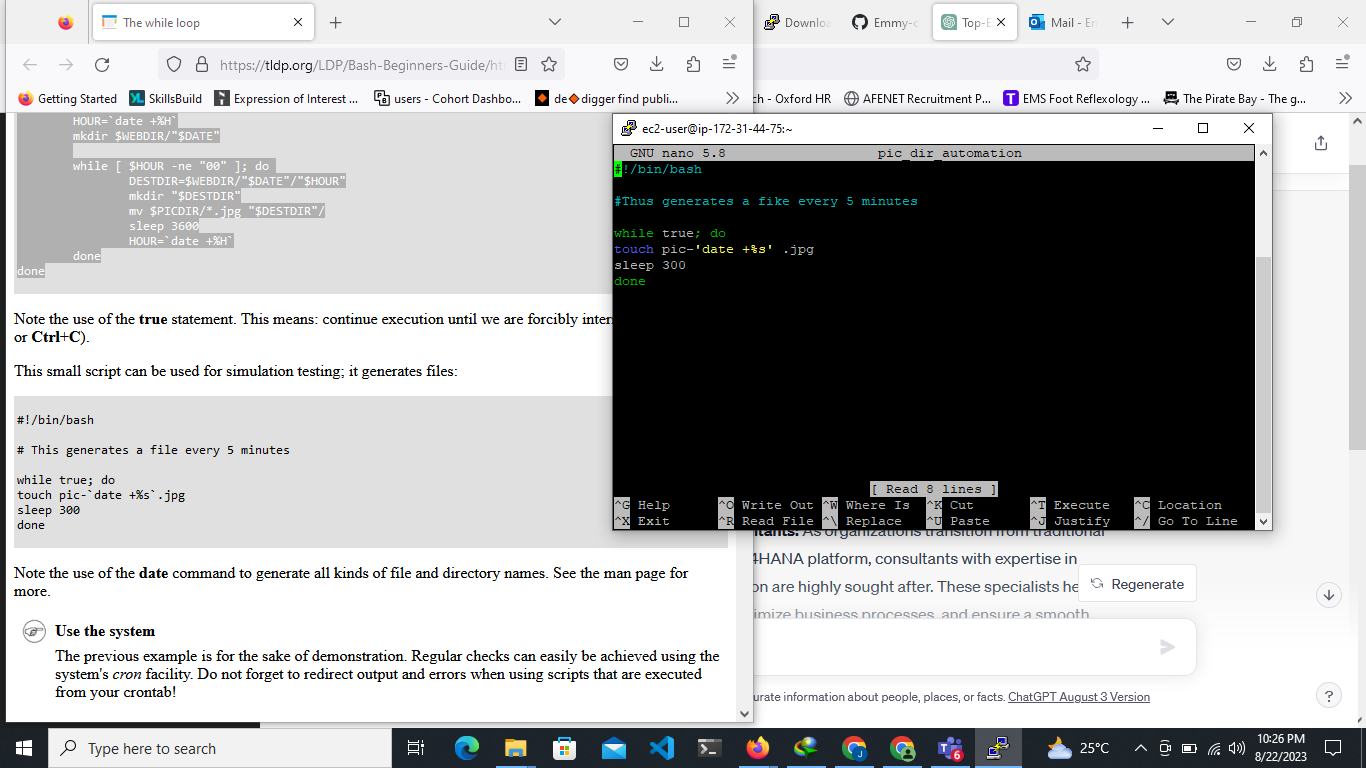 The while loop
Downloa
Emmy-c
Top-E
Mail - En
https://tldp.org/LDP/Bash-Beginners-Guide/ht
Getting Started
SkillsBuild
Expression of Interest ...
users - Cohort Dashbo...
de◆digger find publi...
ch - Oxford HR
AFENET Recruitment P...
EMS Foot Reflexology ...
The Pirate Bay - The g...
HOUR=`date +%H`
mkdir $WEBDIR/"$DATE"
while [ $HOUR -ne "00" ]; do
DESTDIR=$WEBDIR/"$DATE"/"$HOUR"
mkdir "$DESTDIR"
mv $PICDIR/*.jpg "$DESTDIR"/
sleep 3600
HOUR=`date +%H`
done
done
Note the use of the true statement. This means: continue execution until we are forcibly inter
or Ctrl+C).
This small script can be used for simulation testing; it generates files:
#!/bin/bash
# This generates a file every 5 minutes
while true; do
touch pic-`date +%s`.jpg
sleep 300
done
Note the use of the date command to generate all kinds of file and directory names. See the man page for
more.
Use the system
The previous example is for the sake of demonstration. Regular checks can easily be achieved using the
system's cron facility. Do not forget to redirect output and errors when using scripts that are executed
from your crontab!
ec2-user@ip-172-31-44-75:~
GNU nano 5.8 pic_dir_automation
#!/bin/bash
#Thus generates a fike every 5 minutes
while true; do
touch pic-'date +%s' .jpg
sleep 300
done
[ Read 8 lines ]
^G Help ^O Write Out ^W Where Is ^K Cut ^T Execute ^C Location
^X Exit ^R Read File ^\ Replace ^U Paste ^J Justify ^/ Go To Line
tants: As organizations transition from traditional
4HANA platform, consultants with expertise in
on are highly sought after. These specialists he
imize business processes, and ensure a smooth
Regenerate
urate information about people, places, or facts. ChatGPT August 3 Version
?
Type here to search
6
25°C
10:26 PM
8/22/2023